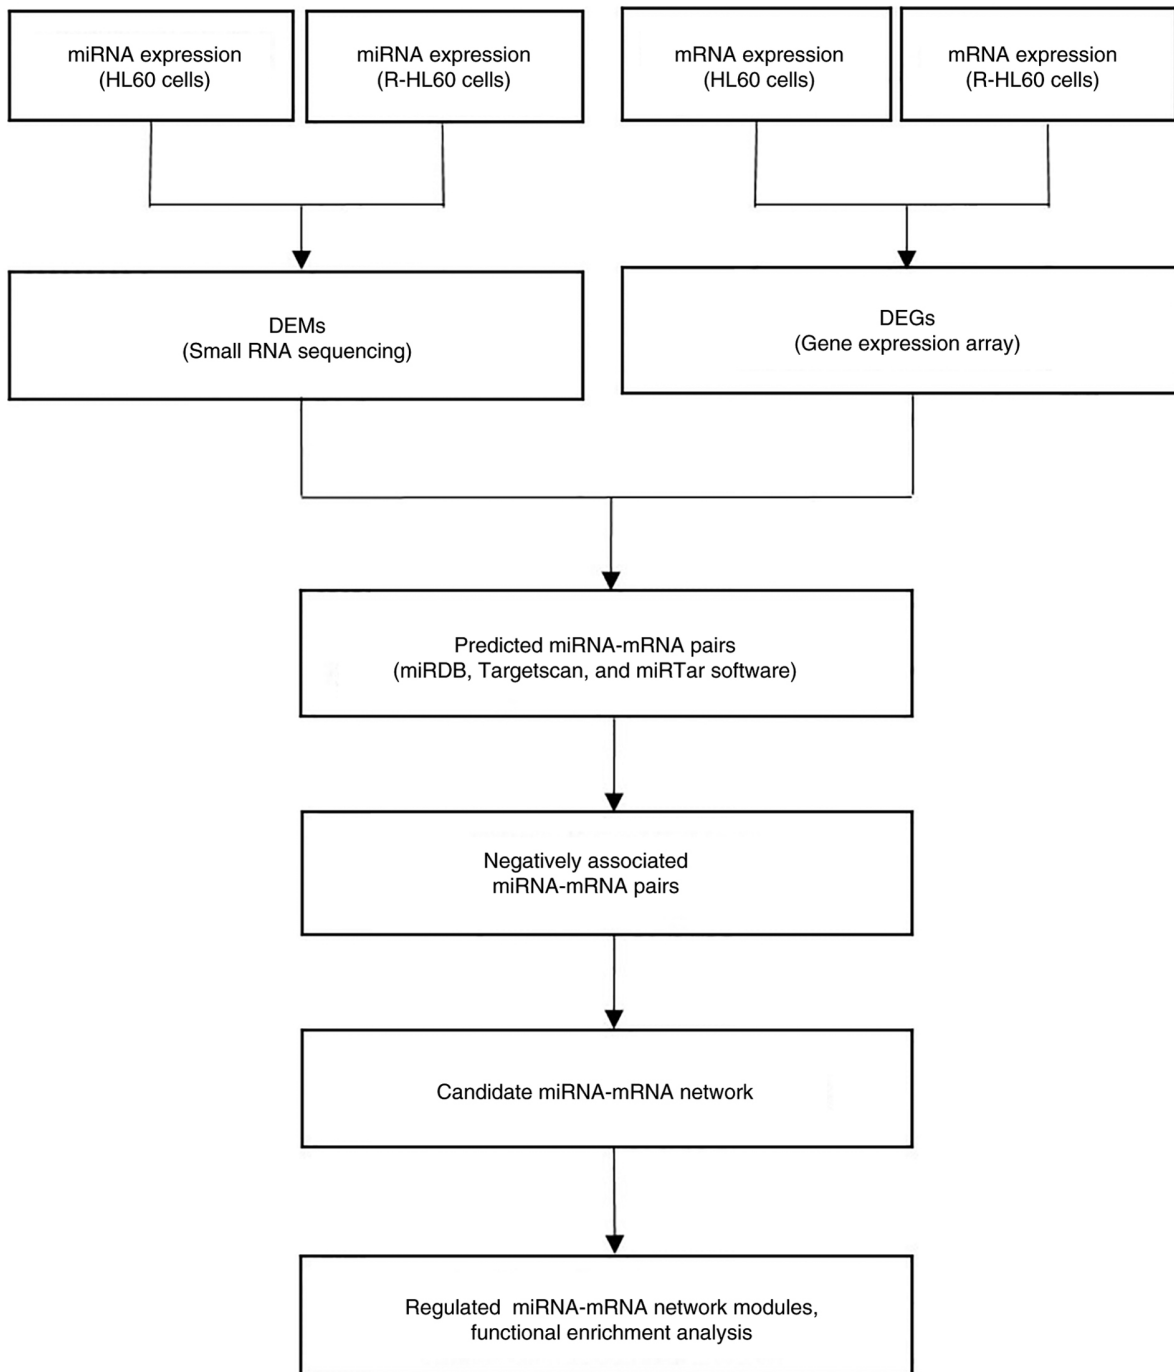 miRNA expression
(HL60 cells)
miRNA expression
(R-HL60 cells)
mRNA expression
(HL60 cells)
mRNA expression
(R-HL60 cells)
DEMs
(Small RNA sequencing)
DEGs
(Gene expression array)
Predicted miRNA-mRNA pairs
(miRDB, Targetscan, and miRTar software)
Negatively associated
miRNA-mRNA pairs
Candidate miRNA-mRNA network
Regulated miRNA-mRNA network modules,
functional enrichment analysis